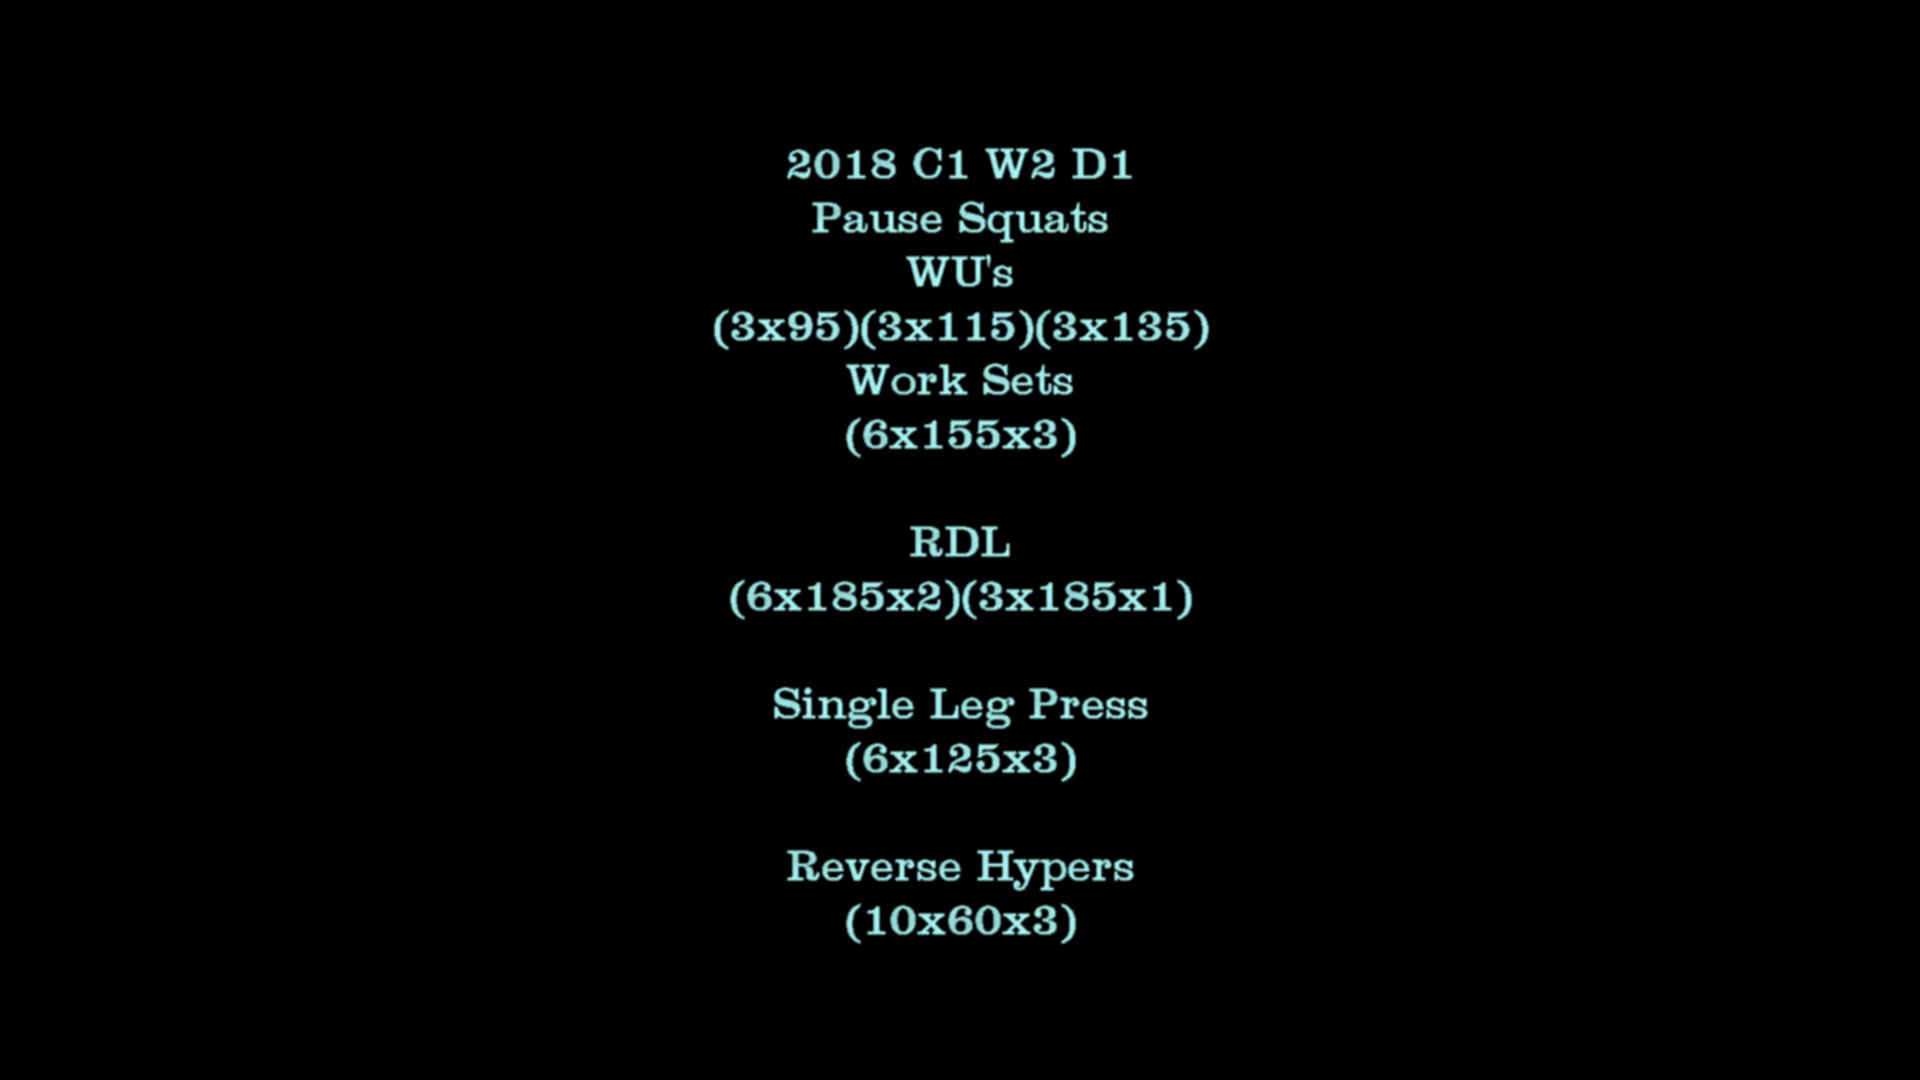 2018 C1 W2 D1
Pause Squats
WU's
(3x95)(3x115)(3x135)
Work Sets
(6x155x3)
RDL
(6x185x2)(3x185x1)
Single Leg Press
(6x125x3)
Reverse Hypers
(10x60x3)